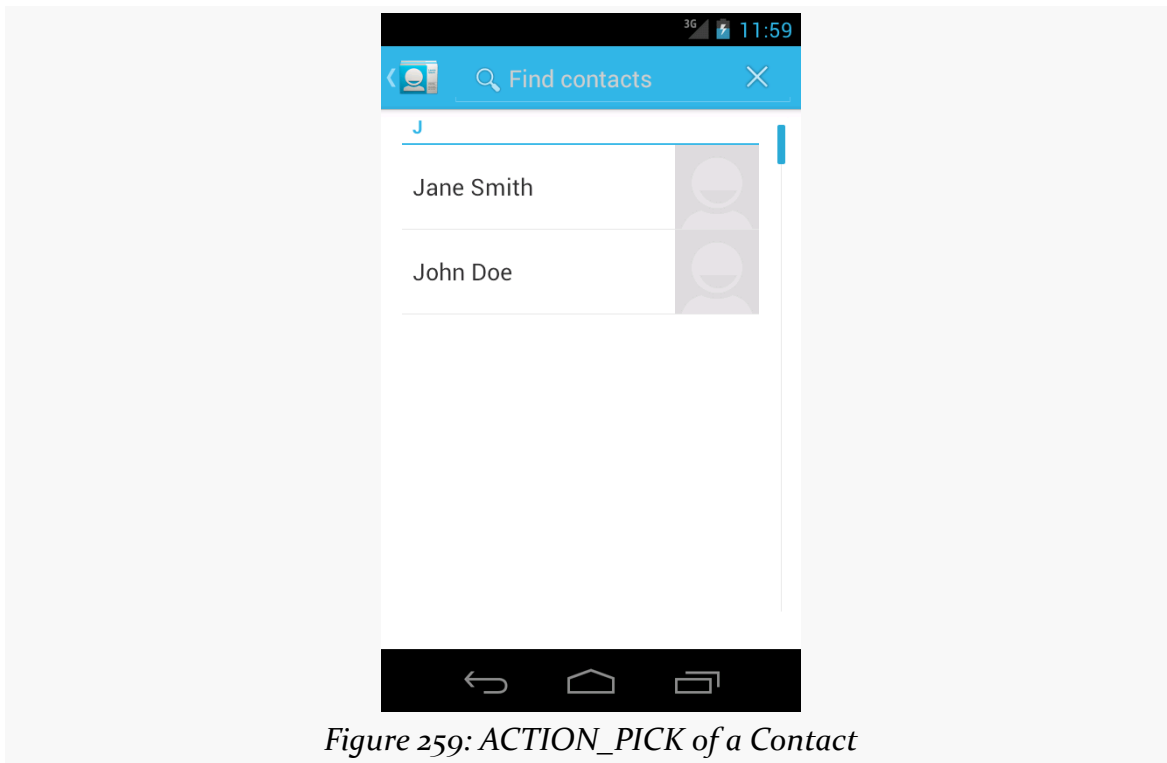 3G 11:59
Find contacts
J
Jane Smith
John Doe
Figure 259: ACTION_PICK of a Contact